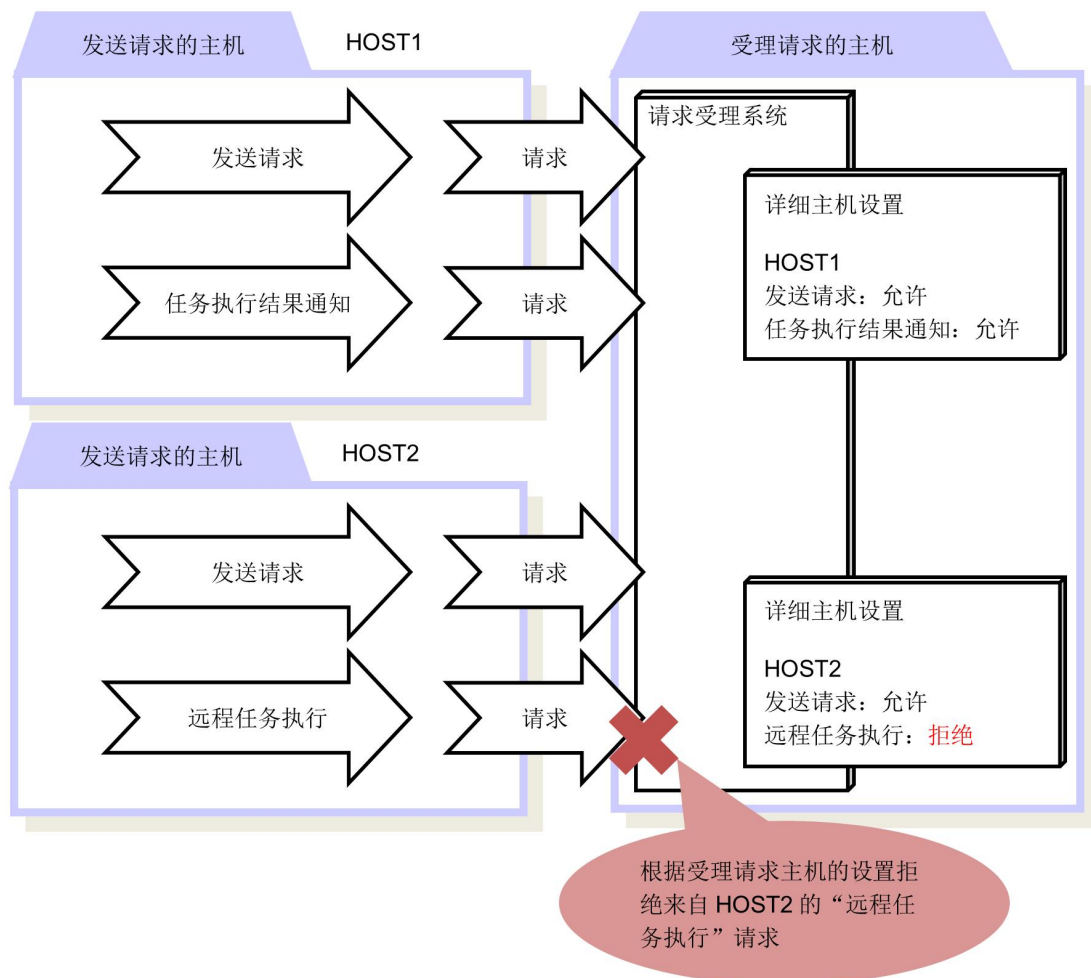 发送请求的主机
HOST1
发送请求
请求
任务执行结果通知
请求
发送请求的主机
HOST2
发送请求
请求
远程任务执行
请求
受理请求的主机
请求受理系统
详细主机设置
HOST1
发送请求：允许
任务执行结果通知：允许
详细主机设置
HOST2
发送请求：允许
远程任务执行：拒绝
根据受理请求主机的设置拒
绝来自 HOST2 的“远程任
务执行”请求